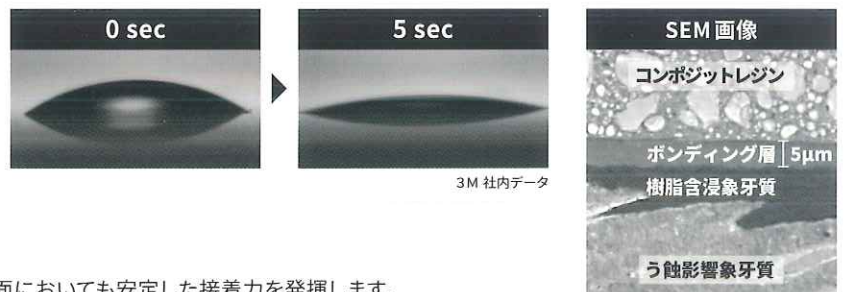 0 sec
5 sec
3M 社内データ
SEM画像
コンポジットレジン
ボンディング層
5μm
樹脂含浸象牙質
う蝕影響象牙質
面においても安定した接着力を発揮します。